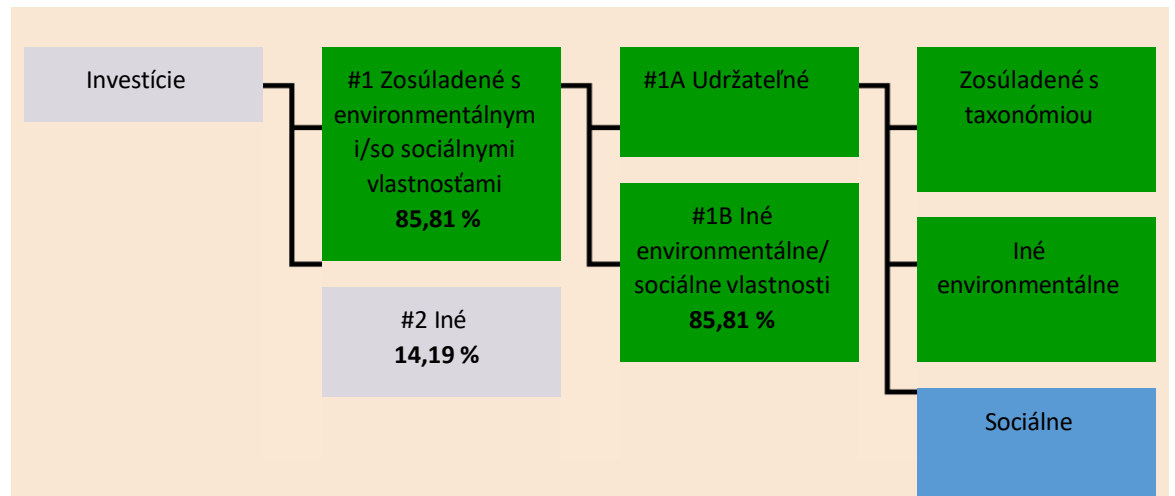 Investície
#1 Zosúladené s
environmentálnym
i/so sociálnymi
vlastnosťami
85,81 %
#2 Iné
14,19 %
#1A Udržateľné
#1B Iné
environmentálne/
sociálne vlastnosti
85,81 %
Zosúladené s
taxonómiou
Iné
environmentálne
Sociálne